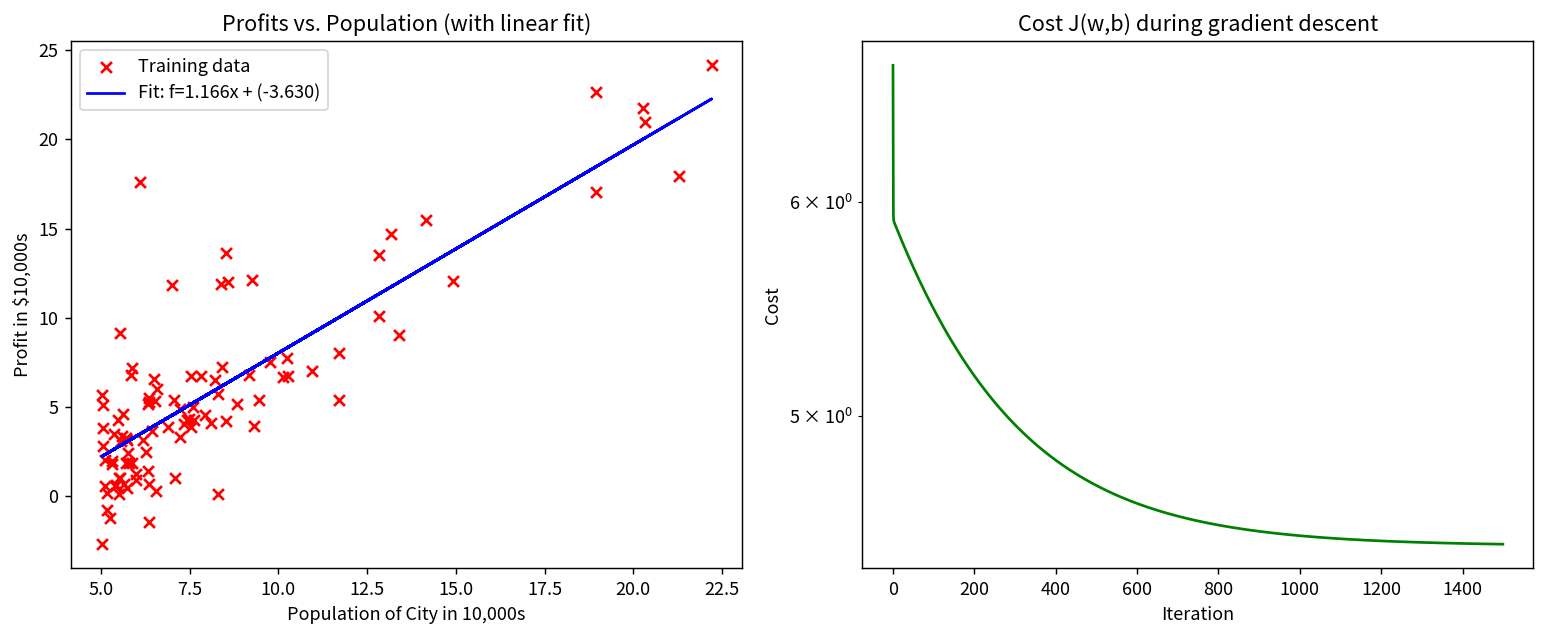 Profits vs. Population (with linear fit)
25
20
15
10
5
0
Profit in $10,000s
Training data
Fit: f=1.166x + (-3.630)
5.0 7.5 10.0 12.5 15.0 17.5 20.0 22.5
Population of City in 10,000s
Cost J(w,b) during gradient descent
6 × 10⁰
5 × 10⁰
Cost
0 200 400 600 800 1000 1200 1400
Iteration